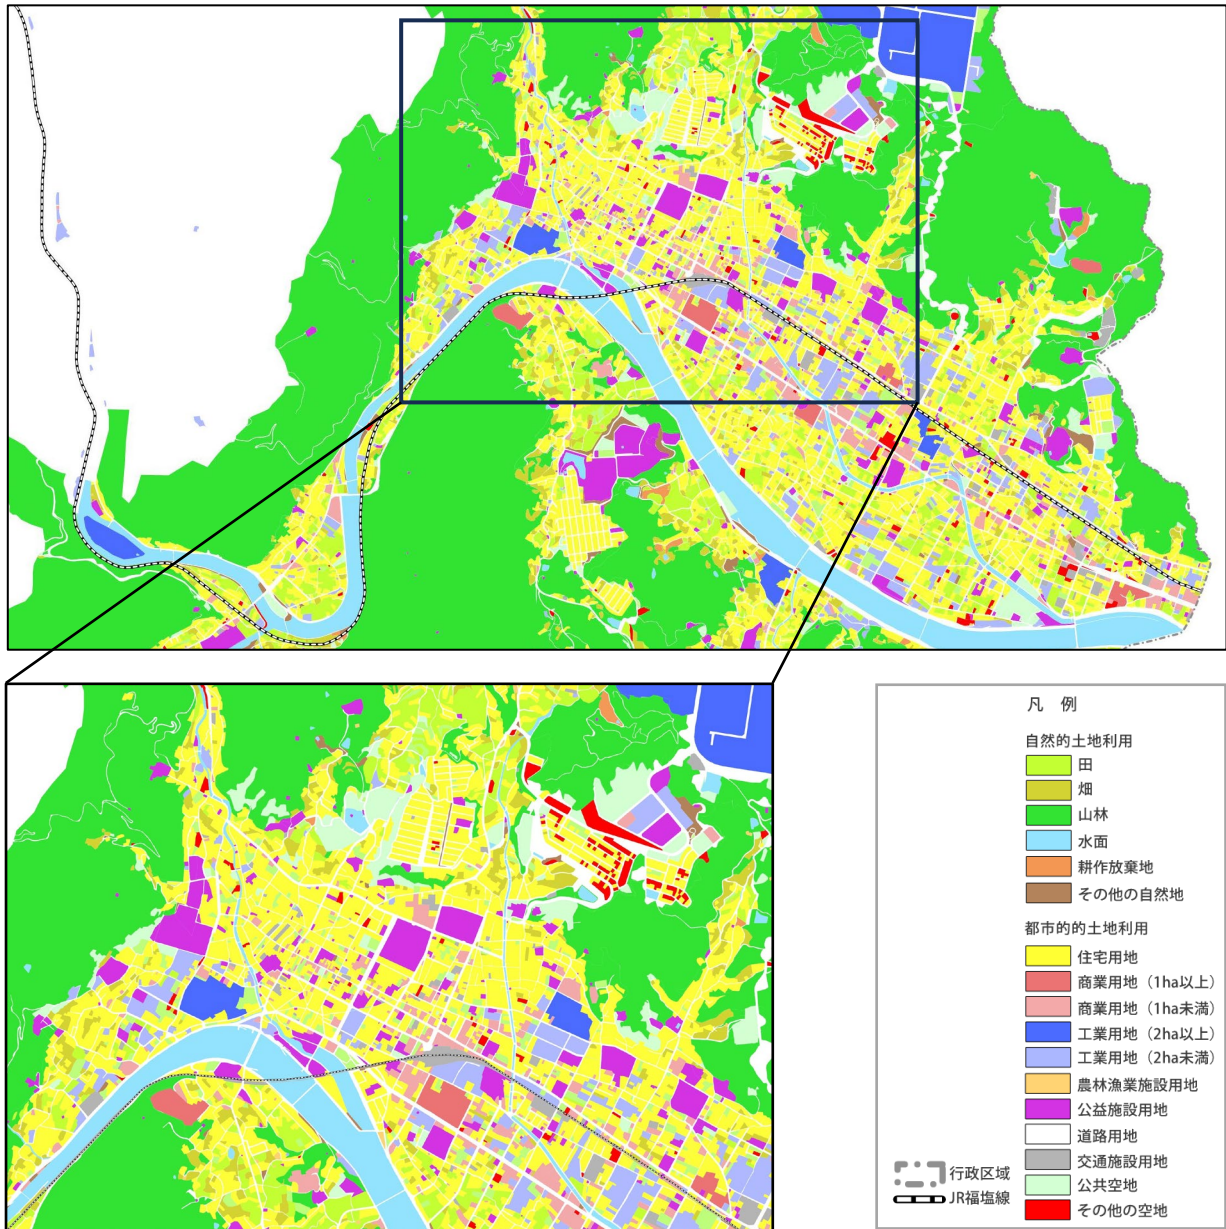 凡 例
自然的土地利用
田
畑
山林
水面
耕作放棄地
その他の自然地
都市的的土地利用
住宅用地
商業用地（1ha以上）
商業用地（1ha未満）
工業用地（2ha以上）
工業用地（2ha未満）
農林漁業施設用地
公益施設用地
道路用地
交通施設用地
公共空地
その他の空地
行政区域
JR福塩線